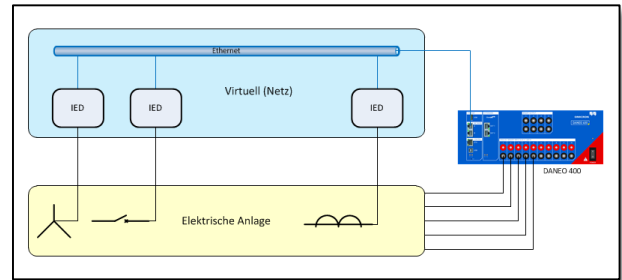 Ethernet
Virtuell (Netz)
IED
IED
IED
DANEO 400
Elektrische Anlage